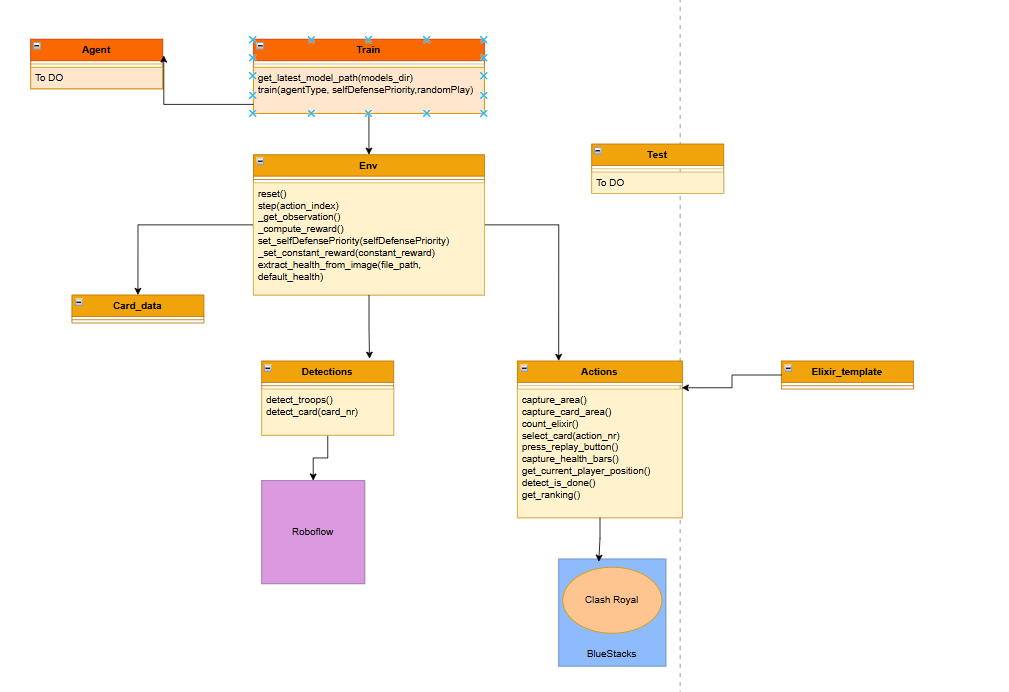 Agent
To DO
Train
get_latest_model_path(models_dir)
train(agentType, selfDefensePriority,randomPlay)
Env
reset()
step(action_index)
_get_observation()
_compute_reward()
set_selfDefensePriority(selfDefensePriority)
_set_constant_reward(constant_reward)
extract_health_from_image(file_path,
default_health)
Test
To DO
Card_data
Detections
detect_troops()
detect_card(card_nr)
Actions
capture_area()
capture_card_area()
count_elixir()
select_card(action_nr)
press_replay_button()
capture_health_bars()
get_current_player_position()
detect_is_done()
get_ranking()
Elixir_template
Roboflow
Clash Royal
BlueStacks